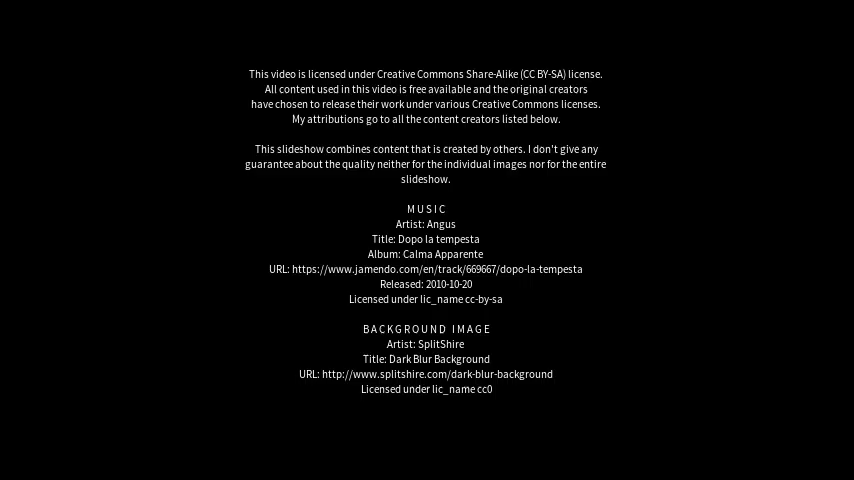 This video is licensed under Creative Commons Share-Alike (CC BY-SA) license.
All content used in this video is free available and the original creators
have chosen to release their work under various Creative Commons licenses.
My attributions go to all the content creators listed below.
This slideshow combines content that is created by others. I don't give any
guarantee about the quality neither for the individual images nor for the entire
slideshow.
MUSIC
Artist: Angus
Title: Dopo la tempesta
Album: Calma Apparente
URL: https://www.jamendo.com/en/track/669667/dopo-la-tempesta
Released: 2010-10-20
Licensed under lic_name cc-by-sa
BACKGROUND IMAGE
Artist: SplitShire
Title: Dark Blur Background
URL: http://www.splitshire.com/dark-blur-background
Licensed under lic_name cc0